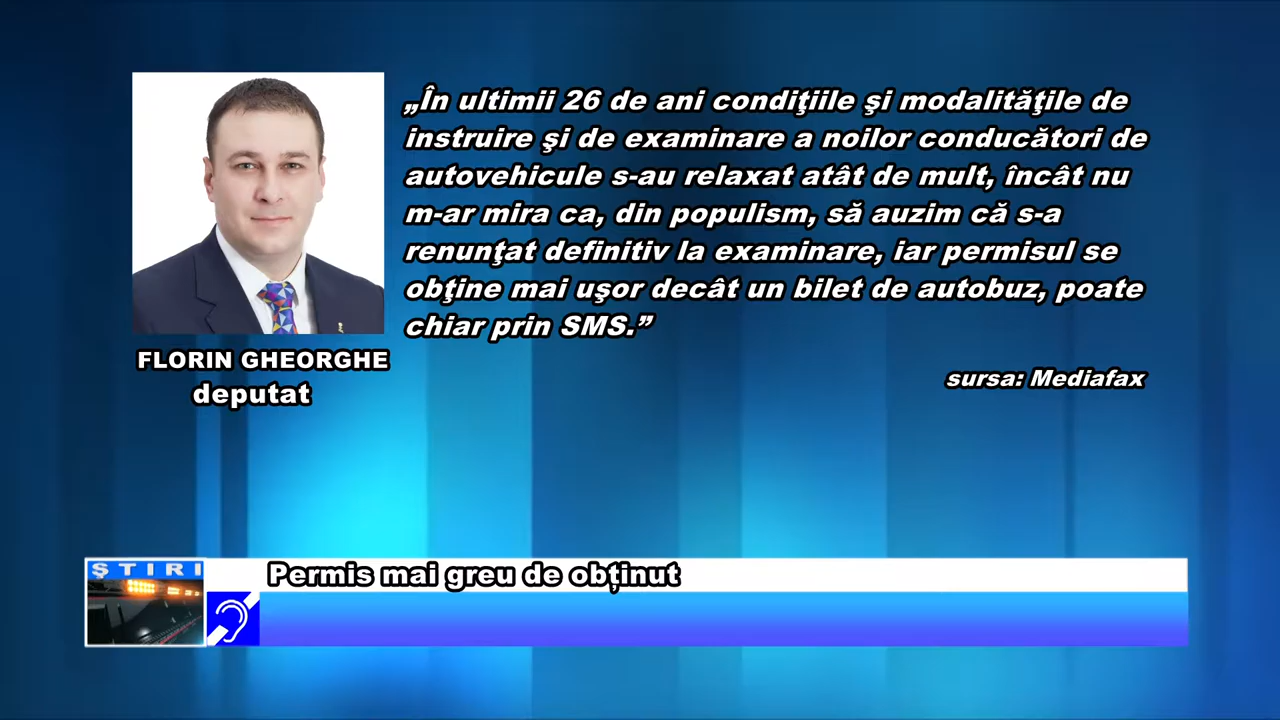 „În ultimii 26 de ani condiţiile şi modalităţile de
instruire şi de examinare a noilor conducători de
autovehicule s-au relaxat atât de mult, încât nu
m-ar mira ca, din populism, să auzim că s-a
renunţat definitiv la examinare, iar permisul se
obţine mai uşor decât un bilet de autobuz, poate
chiar prin SMS.”
FLORIN GHEORGHE
deputat
sursa: Mediafax
ŞTIRI
Permis mai greu de obținut